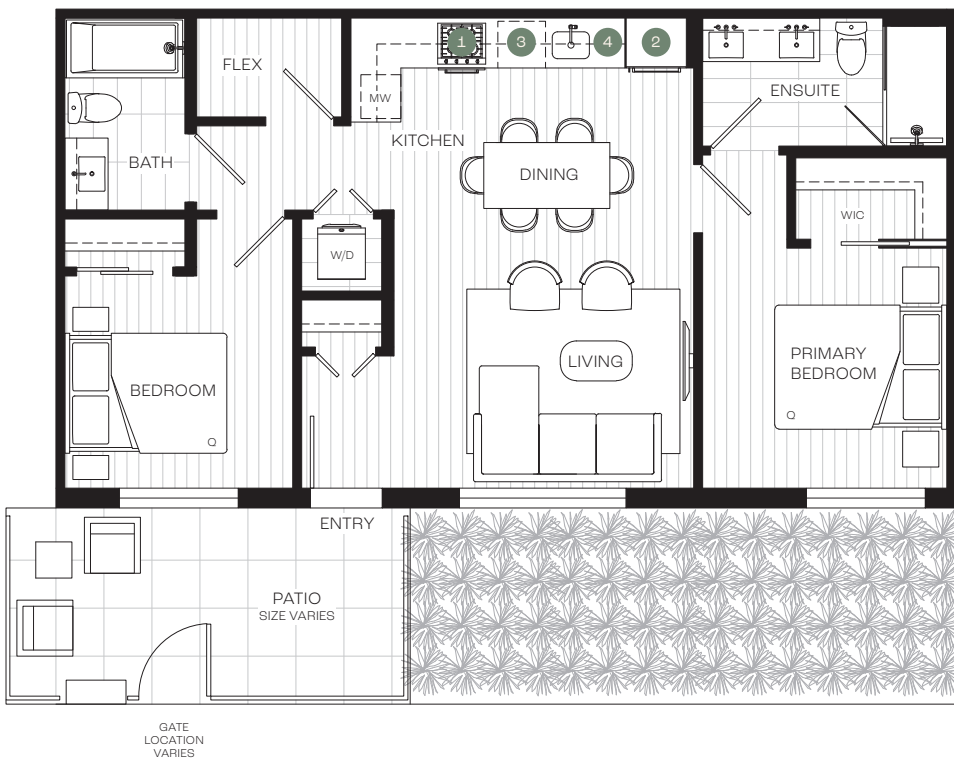 1
3
4
2
FLEX
ENSUITE
MW
KITCHEN
BATH
DINING
WIC
W/D
LIVING
PRIMARY
BEDROOM
BEDROOM
Q
Q
ENTRY
PATIO
SIZE VARIES
GATE
LOCATION
VARIES